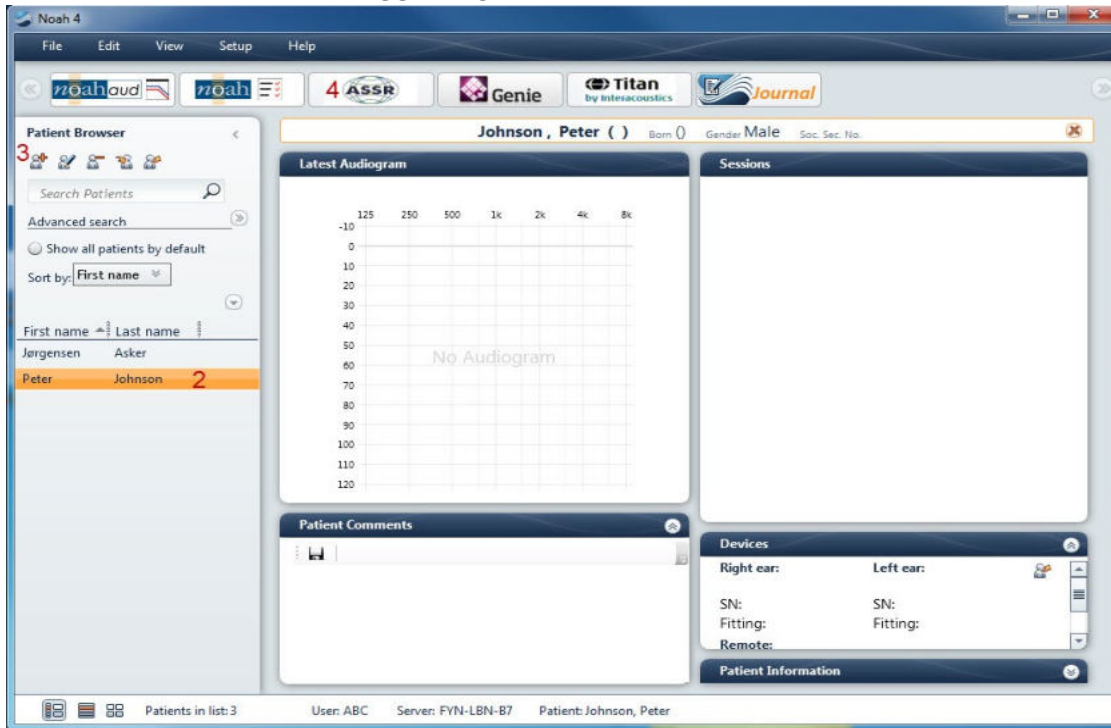 Noah 4
File Edit View Setup Help
noahaud noah 4 ASSR Genie Titan by Interacoustics Journal
Patient Browser
Johnson , Peter ( ) Born () Gender Male Soc. Sec. No.
3
Search Patients
Advanced search
Show all patients by default
Sort by: First name
First name Last name
Jørgensen Asker
Peter Johnson 2
Latest Audiogram
125 250 500 1k 2k 4k 8k
-10
0
10
20
30
40
50
No Audiogram
60
70
80
90
100
110
120
Patient Comments
Sessions
Devices
Right ear: Left ear:
SN: SN:
Fitting: Fitting:
Remote:
Patient Information
Patients in list: 3 User: ABC Server: FYN-LBN-B7 Patient: Johnson, Peter